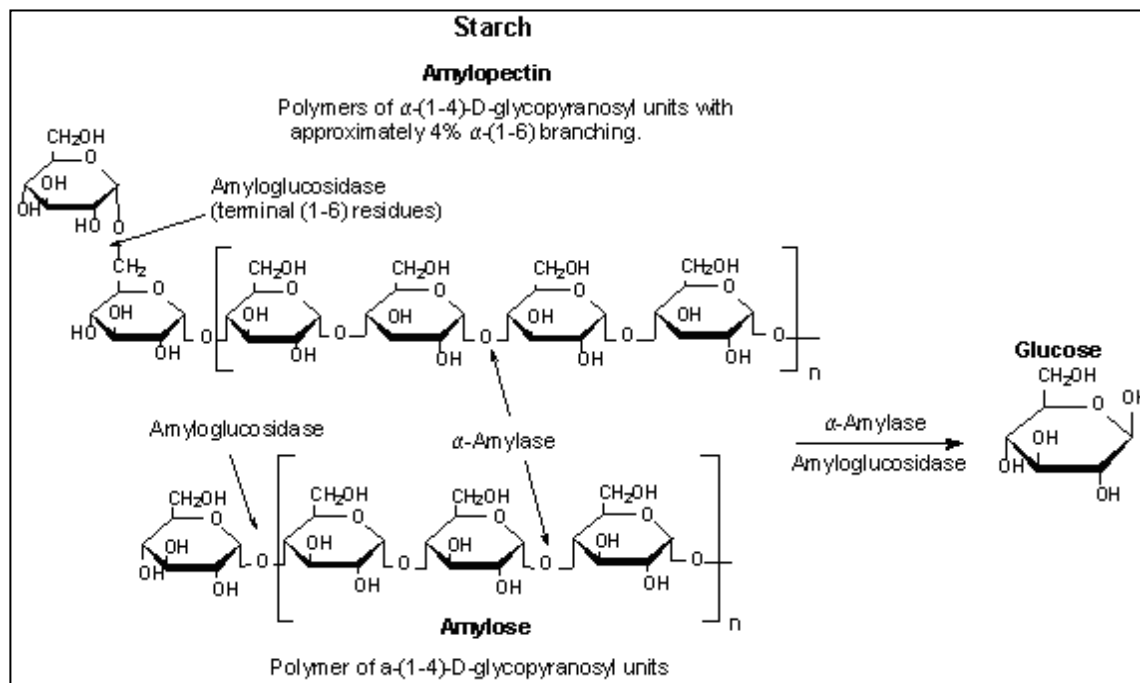 Starch
Amylopectin
Polymers of α-(1-4)-D-glycopyranosyl units with
approximately 4% α-(1-6) branching.
CH₂OH
O
OH
OH
HO
O
Amyloglucosidase
(terminal (1-6) residues)
CH₂
CH₂OH
CH₂OH
CH₂OH
CH₂OH
O
O
O
O
O
OH
OH
OH
OH
OH
HO
O
O
O
O
O
OH
OH
OH
OH
OH
n
Glucose
CH₂OH
O
OH
OH
OH
OH
Amyloglucosidase
α-Amylase
α-Amylase
Amyloglucosidase
CH₂OH
CH₂OH
CH₂OH
CH₂OH
O
O
O
O
OH
OH
OH
OH
OH
O
O
O
O
OH
OH
OH
OH
n
Amylose
Polymer of a-(1-4)-D-glycopyranosyl units